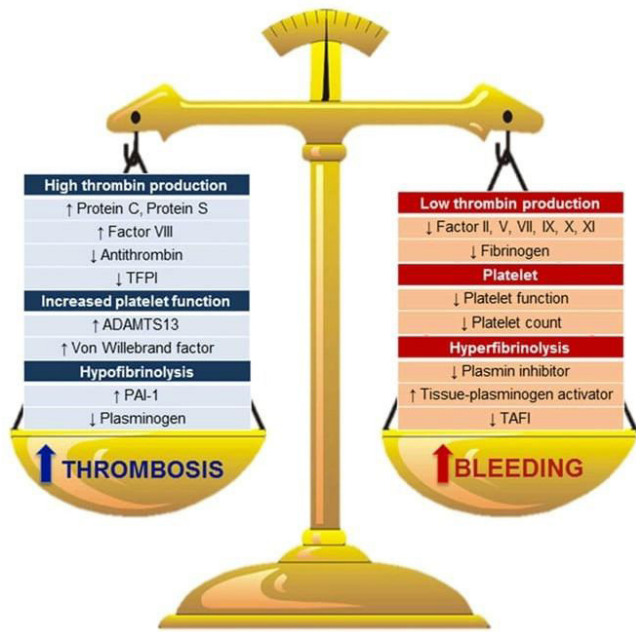 High thrombin production
↑ Protein C, Protein S
↑ Factor VIII
↓ Antithrombin
↓ TFPI
Increased platelet function
↑ ADAMTS13
↑ Von Willebrand factor
Hypofibrinolysis
↑ PAI-1
↓ Plasminogen
↑ THROMBOSIS
Low thrombin production
↓ Factor II, V, VII, IX, X, XI
↓ Fibrinogen
Platelet
↓ Platelet function
↓ Platelet count
Hyperfibrinolysis
↓ Plasmin inhibitor
↑ Tissue-plasminogen activator
↓ TAFI
↑ BLEEDING